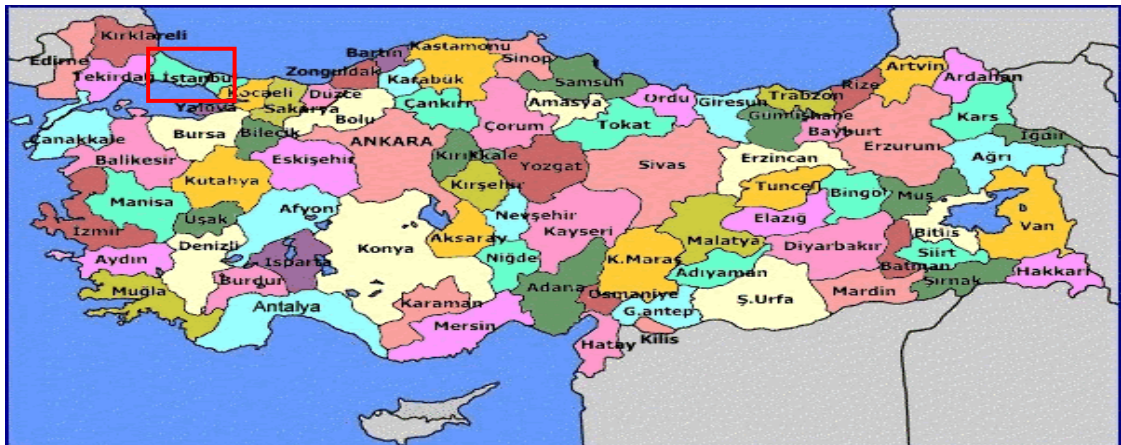 Kırklareli
Edirne
Tekirdağ
İstanbul
Kocaeli
Yalova
Sakarya
Düzce
Zonguldak
Bartın
Kastamonu
Karabük
Sinop
Samsun
Bolu
Çankırı
Çorum
Amasya
Ordu
Giresun
Trabzon
Rize
Artvin
Ardahan
Kars
Gümüşhane
Bayburt
Erzurum
Iğdır
Ağrı
Çanakkale
Balikesir
Bursa
Bilecik
Eskişehir
ANKARA
Kırıkkale
Yozgat
Tokat
Sivas
Erzincan
Tunceli
Bingöl
Muş
Bitlis
Van
Kutahya
Manisa
Uşak
Afyon
Kırşehir
Nevşehir
Kayseri
Malatya
Elazığ
Diyarbakır
Batman
Siirt
Şırnak
Hakkari
İzmir
Aydın
Denizli
Isparta
Burdur
Konya
Aksaray
Niğde
Adana
K.Maraş
Adıyaman
Ş.Urfa
Mardin
Muğla
Antalya
Karaman
Mersin
Osmaniye
G.antep
Hatay
Kilis